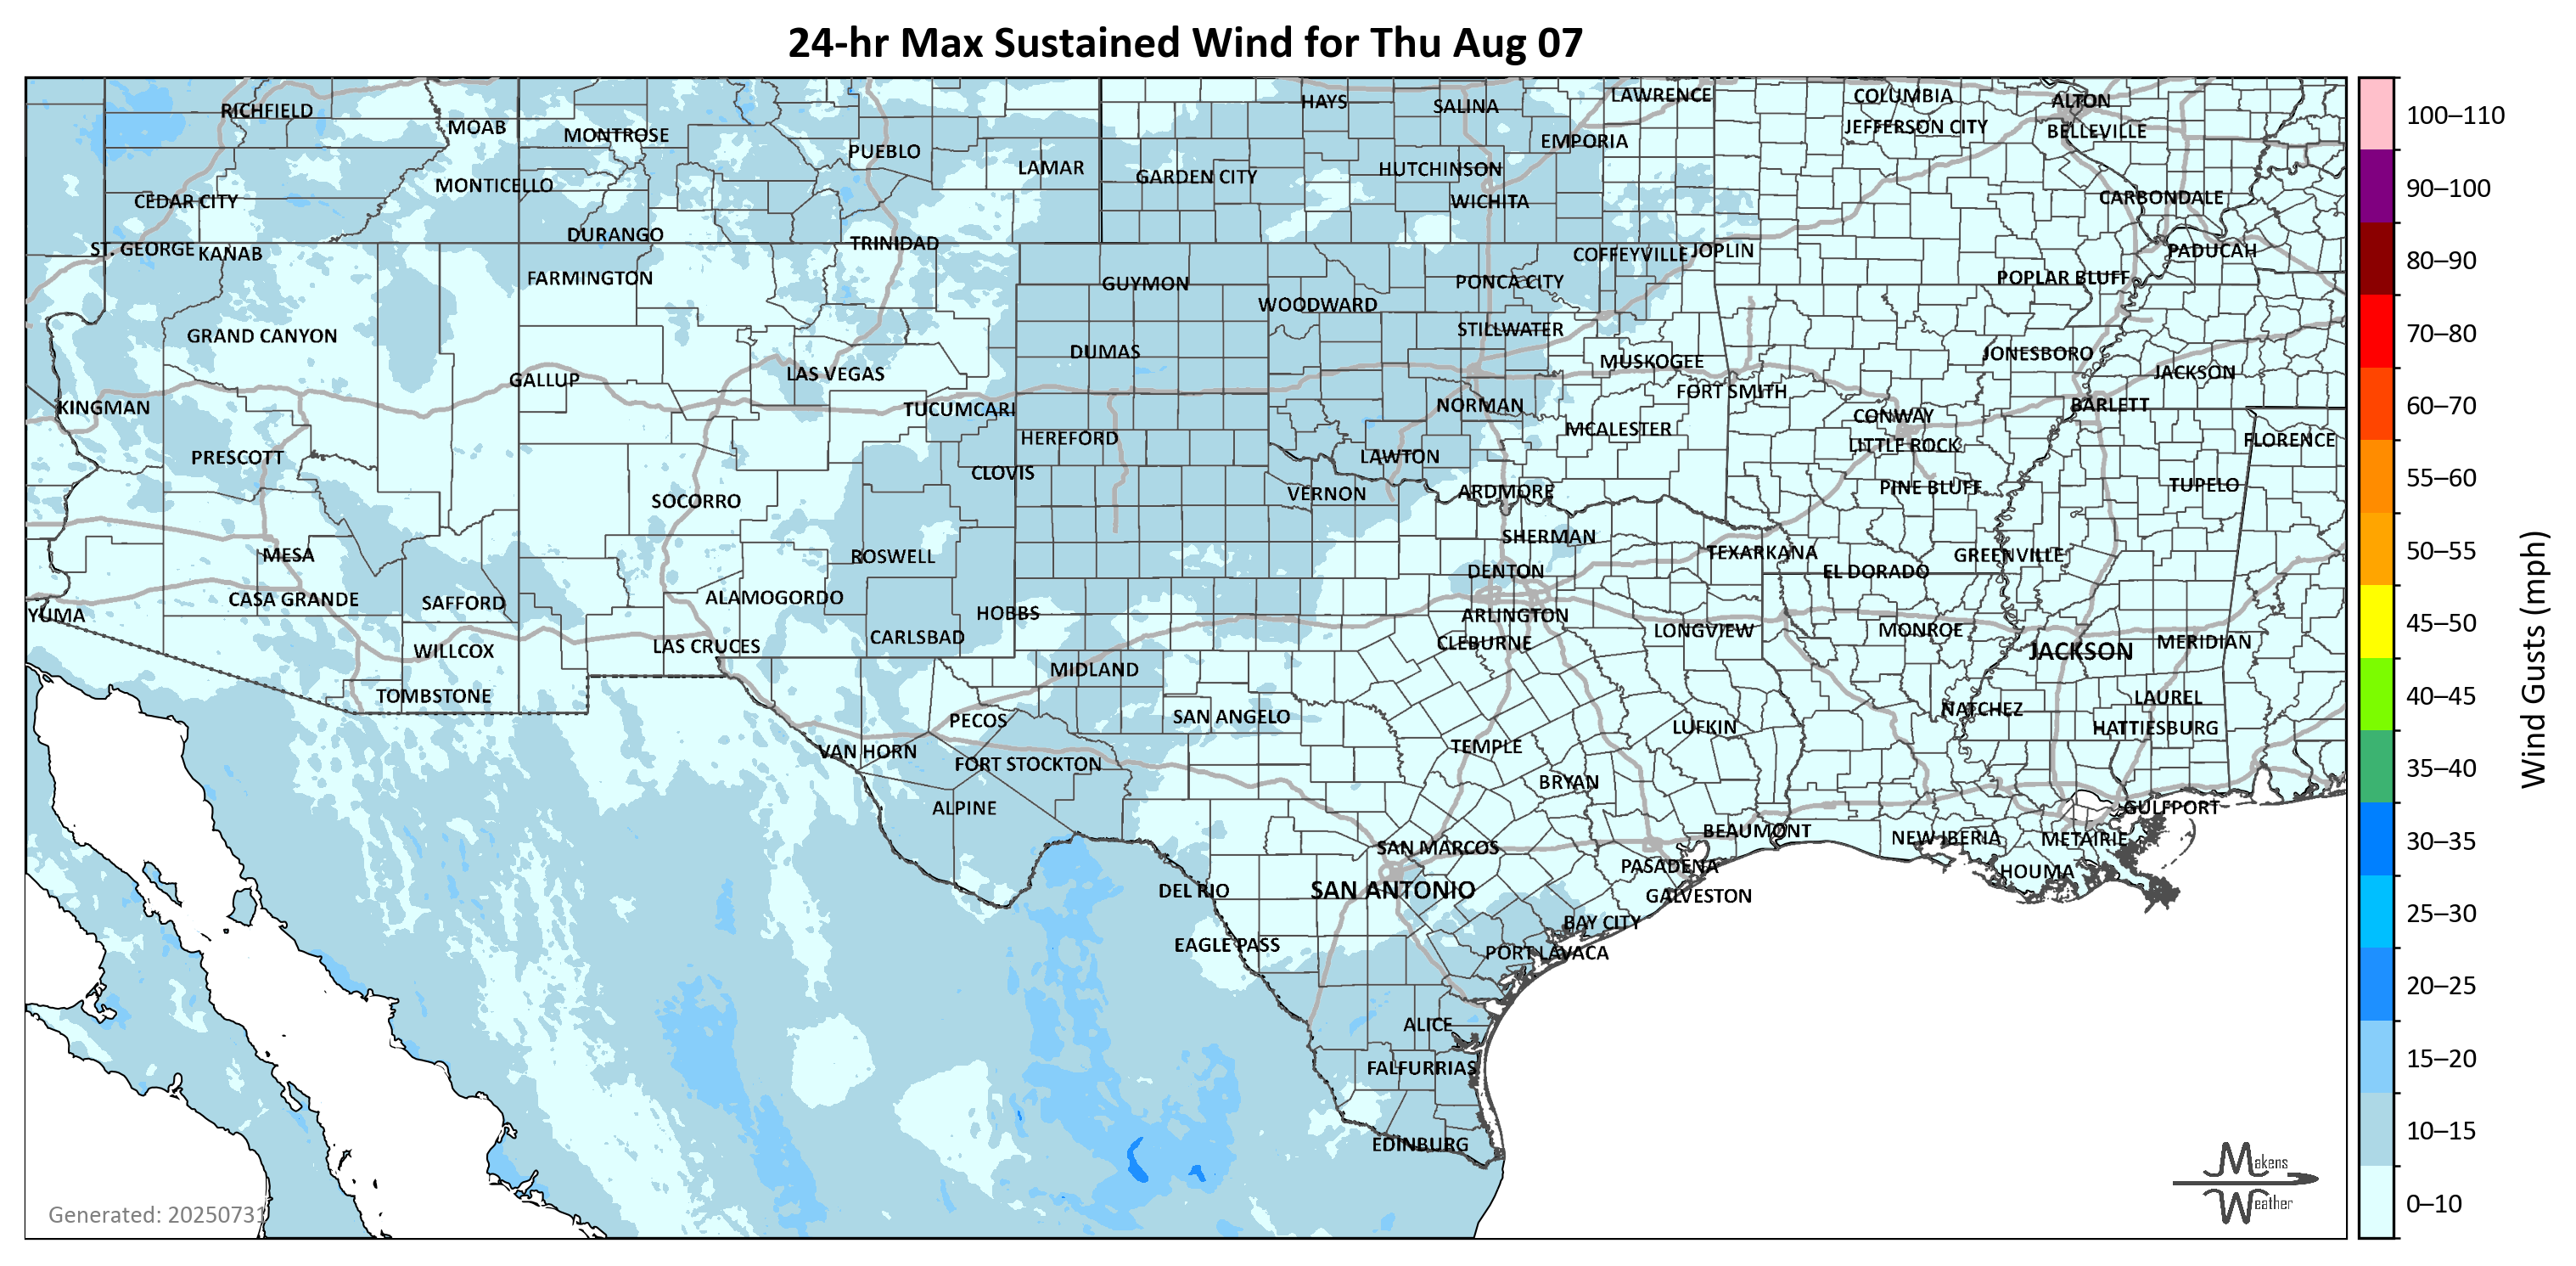 24-hr Max Sustained Wind for Thu Aug 07
RICHFIELD
MOAB
MONTROSE
PUEBLO
LAMAR
HAYS
SALINA
LAWRENCE
COLUMBIA
ALTON
JEFFERSON CITY
BELLEVILLE
EMPORIA
GARDEN CITY
HUTCHINSON
MONTICELLO
CEDAR CITY
WICHITA
CARBONDALE
ST. GEORGE
KANAB
DURANGO
TRINIDAD
COFFEYVILLE
JOPLIN
PADUCAH
FARMINGTON
GUYMON
PONCA CITY
POPLAR BLUFF
WOODWARD
GRAND CANYON
STILLWATER
DUMAS
MUSKOGEE
JONESBORO
GALLUP
LAS VEGAS
FORT SMITH
JACKSON
KINGMAN
TUCUMCARI
NORMAN
CONWAY
BARLETT
HEREFORD
MCALESTER
LITTLE ROCK
FLORENCE
PRESCOTT
CLOVIS
LAWTON
SOCORRO
VERNON
ARDMORE
PINE BLUFF
TUPELO
MESA
ROSWELL
SHERMAN
TEXARKANA
GREENVILLE
DENTON
EL DORADO
YUMA
CASA GRANDE
SAFFORD
ALAMOGORDO
HOBBS
ARLINGTON
WILLCOX
LAS CRUCES
CARLSBAD
CLEBURNE
LONGVIEW
MONROE
JACKSON
MERIDIAN
TOMBSTONE
MIDLAND
PECOS
SAN ANGELO
LUFKIN
NATCHEZ
LAUREL
HATTIESBURG
VAN HORN
FORT STOCKTON
TEMPLE
ALPINE
BRYAN
GULFPORT
SAN MARCOS
BEAUMONT
NEW IBERIA
METAIRIE
PASADENA
HOUMA
DEL RIO
SAN ANTONIO
GALVESTON
BAY CITY
EAGLE PASS
PORT LAVACA
ALICE
FALFURRIAS
EDINBURG
Generated: 20250731
Makens
Weather
100–110
90–100
80–90
70–80
60–70
55–60
50–55
45–50
40–45
35–40
30–35
25–30
20–25
15–20
10–15
0–10
Wind Gusts (mph)